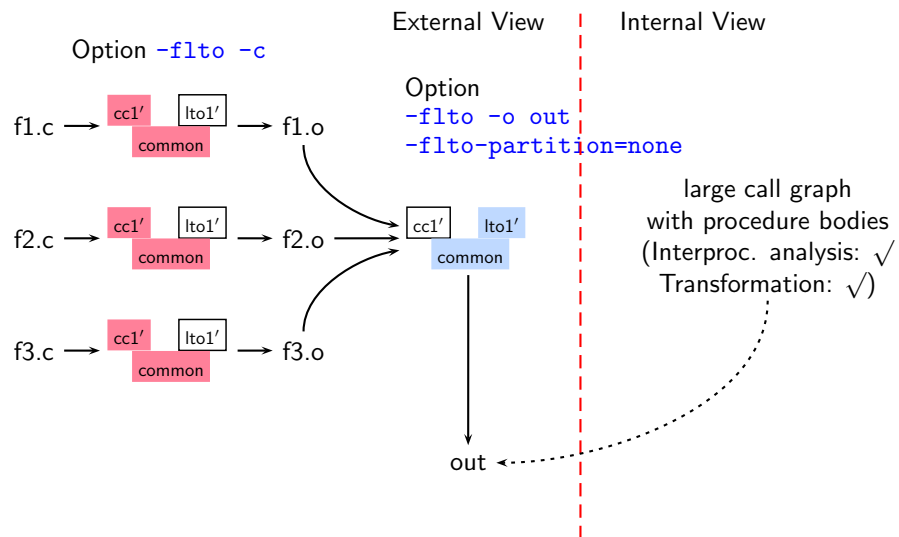 External View
Internal View
Option -flto -c
Option
-flto -o out
-flto-partition=none
f1.c
cc1′
lto1′
common
f1.o
f2.c
cc1′
lto1′
common
f2.o
cc1′
lto1′
common
f3.c
cc1′
lto1′
common
f3.o
large call graph
with procedure bodies
(Interproc. analysis: √
Transformation: √)
out